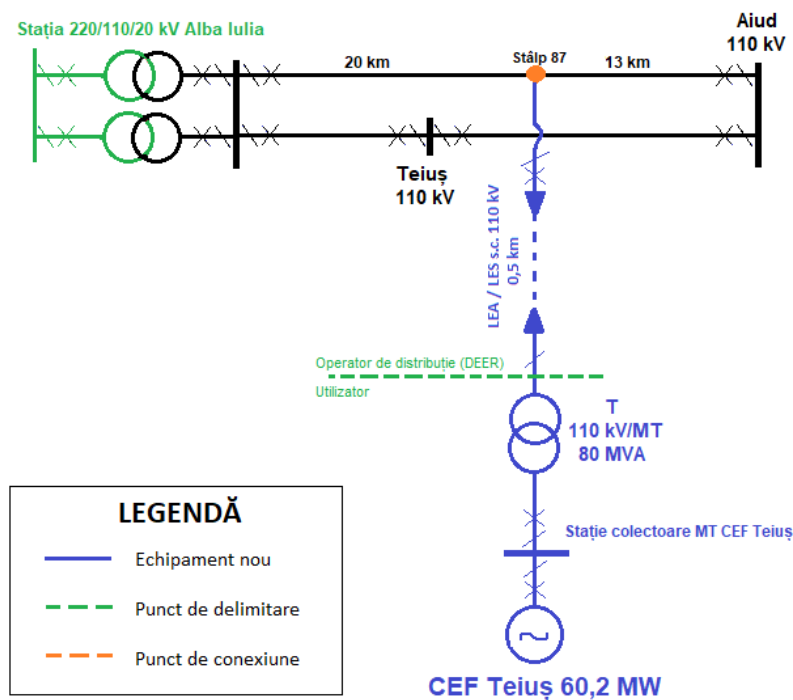 Stația 220/110/20 kV Alba Iulia
Aiud
110 kV
20 km
Stâlp 87
13 km
Teiuș
110 kV
LEA / LES s.c. 110 kV
0,5 km
Operator de distribuție (DEER)
Utilizator
T
110 kV/MT
80 MVA
Stație colectoare MT CEF Teiuș
CEF Teiuș 60,2 MW
LEGENDĂ
Echipament nou
Punct de delimitare
Punct de conexiune